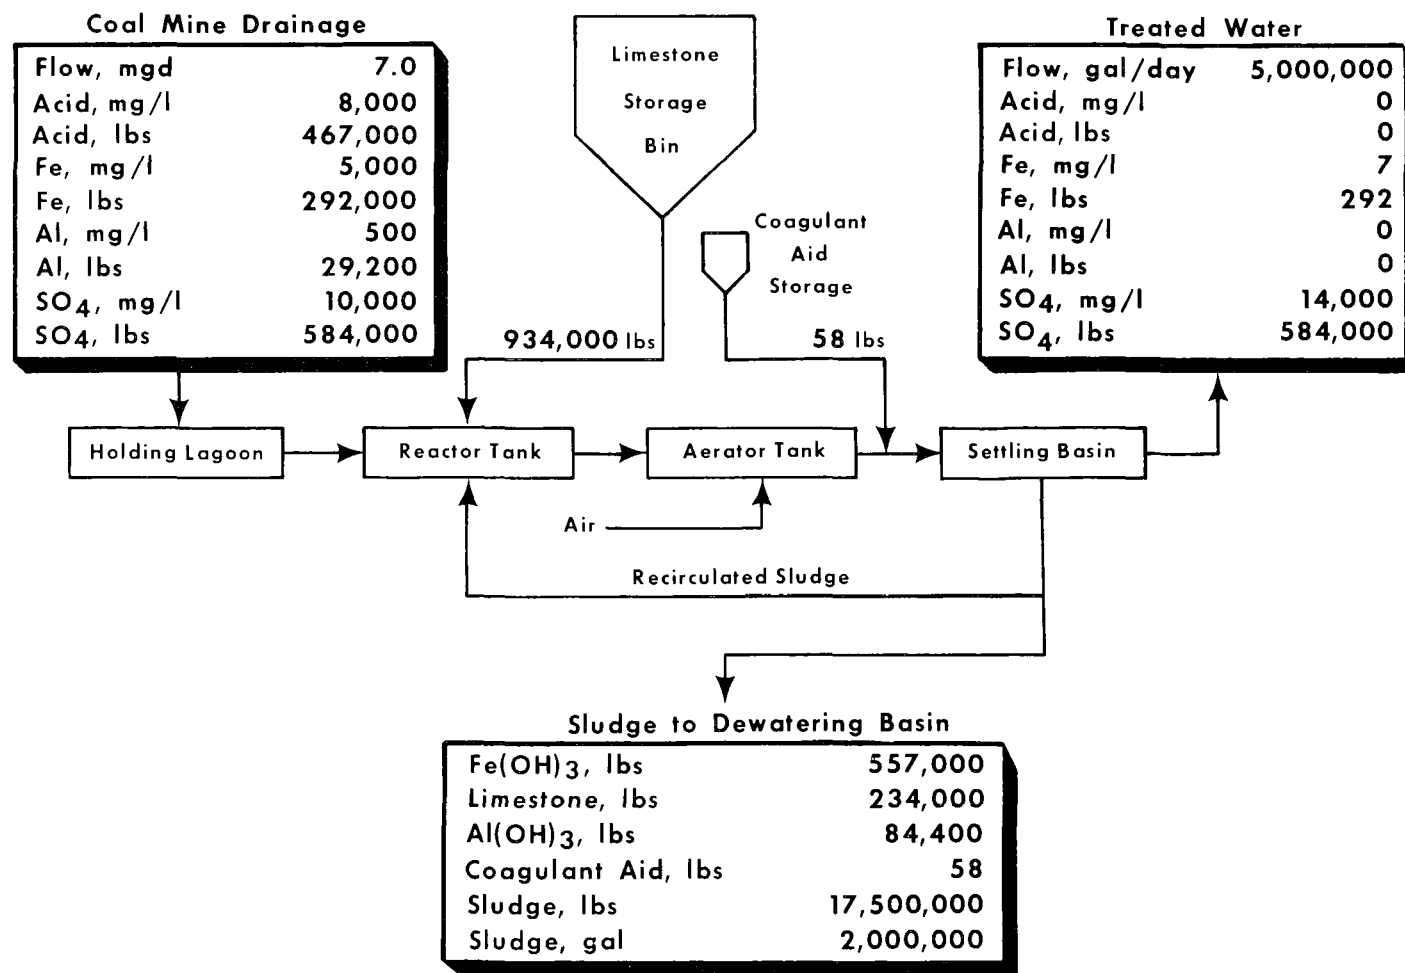 Coal Mine Drainage
Flow, mgd 7.0
Acid, mg/l 8,000
Acid, lbs 467,000
Fe, mg/l 5,000
Fe, lbs 292,000
Al, mg/l 500
Al, lbs 29,200
SO4, mg/l 10,000
SO4, lbs 584,000
Limestone
Storage
Bin
Coagulant
Aid
Storage
934,000 lbs
58 lbs
Treated Water
Flow, gal/day 5,000,000
Acid, mg/l 0
Acid, lbs 0
Fe, mg/l 7
Fe, lbs 292
Al, mg/l 0
Al, lbs 0
SO4, mg/l 14,000
SO4, lbs 584,000
Holding Lagoon
Reactor Tank
Aerator Tank
Settling Basin
Air
Recirculated Sludge
Sludge to Dewatering Basin
Fe(OH)3, lbs 557,000
Limestone, lbs 234,000
Al(OH)3, lbs 84,400
Coagulant Aid, lbs 58
Sludge, lbs 17,500,000
Sludge, gal 2,000,000